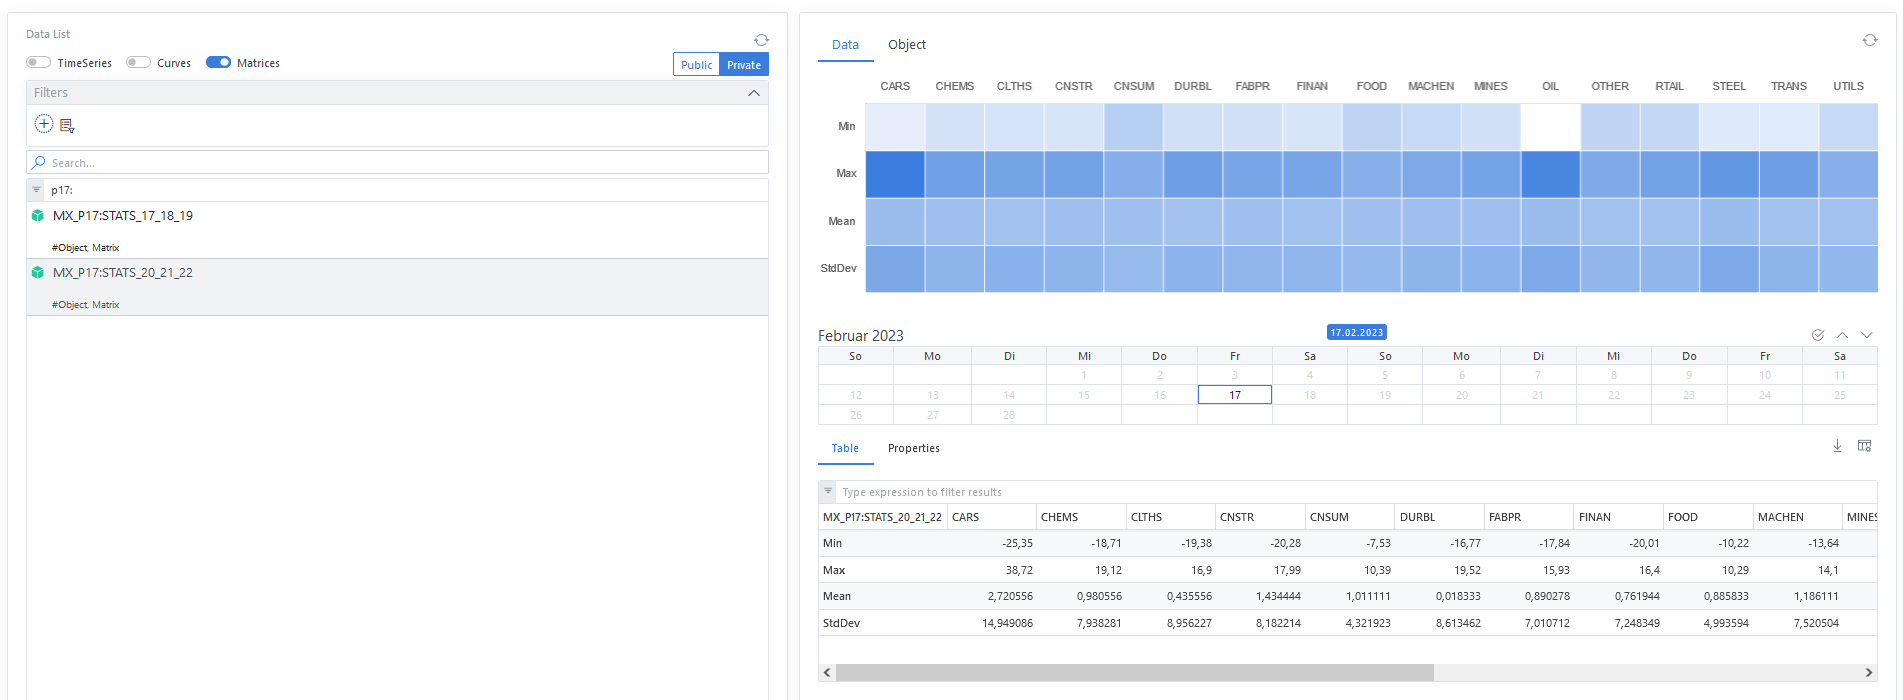 Data List
TimeSeries Curves Matrices Public Private
Filters
Search...
p17:
MX_P17:STATS_17_18_19
#Object, Matrix
MX_P17:STATS_20_21_22
#Object, Matrix
Data Object
CARS CHEMS CLTHS CNSTR CNSUM DURBL FABPR FINAN FOOD MACHEN MINES OIL OTHER RTAIL STEEL TRANS UTILS
Min
Max
Mean
StdDev
Februar 2023 17.02.2023
So Mo Di Mi Do Fr Sa So Mo Di Mi Do Fr Sa
1 2 3 4 5 6 7 8 9 10 11
12 13 14 15 16 17 18 19 20 21 22 23 24 25
26 27 28
Table Properties
Type expression to filter results
MX_P17:STATS_20_21_22 CARS CHEMS CLTHS CNSTR CNSUM DURBL FABPR FINAN FOOD MACHEN MINES
Min -25,35 -18,71 -19,38 -20,28 -7,53 -16,77 -17,84 -20,01 -10,22 -13,64
Max 38,72 19,12 16,9 17,99 10,39 19,52 15,93 16,4 10,29 14,1
Mean 2,720556 0,980556 0,435556 1,434444 1,011111 0,018333 0,890278 0,761944 0,885833 1,186111
StdDev 14,949086 7,938281 8,956227 8,182214 4,321923 8,613462 7,010712 7,248349 4,993594 7,520504